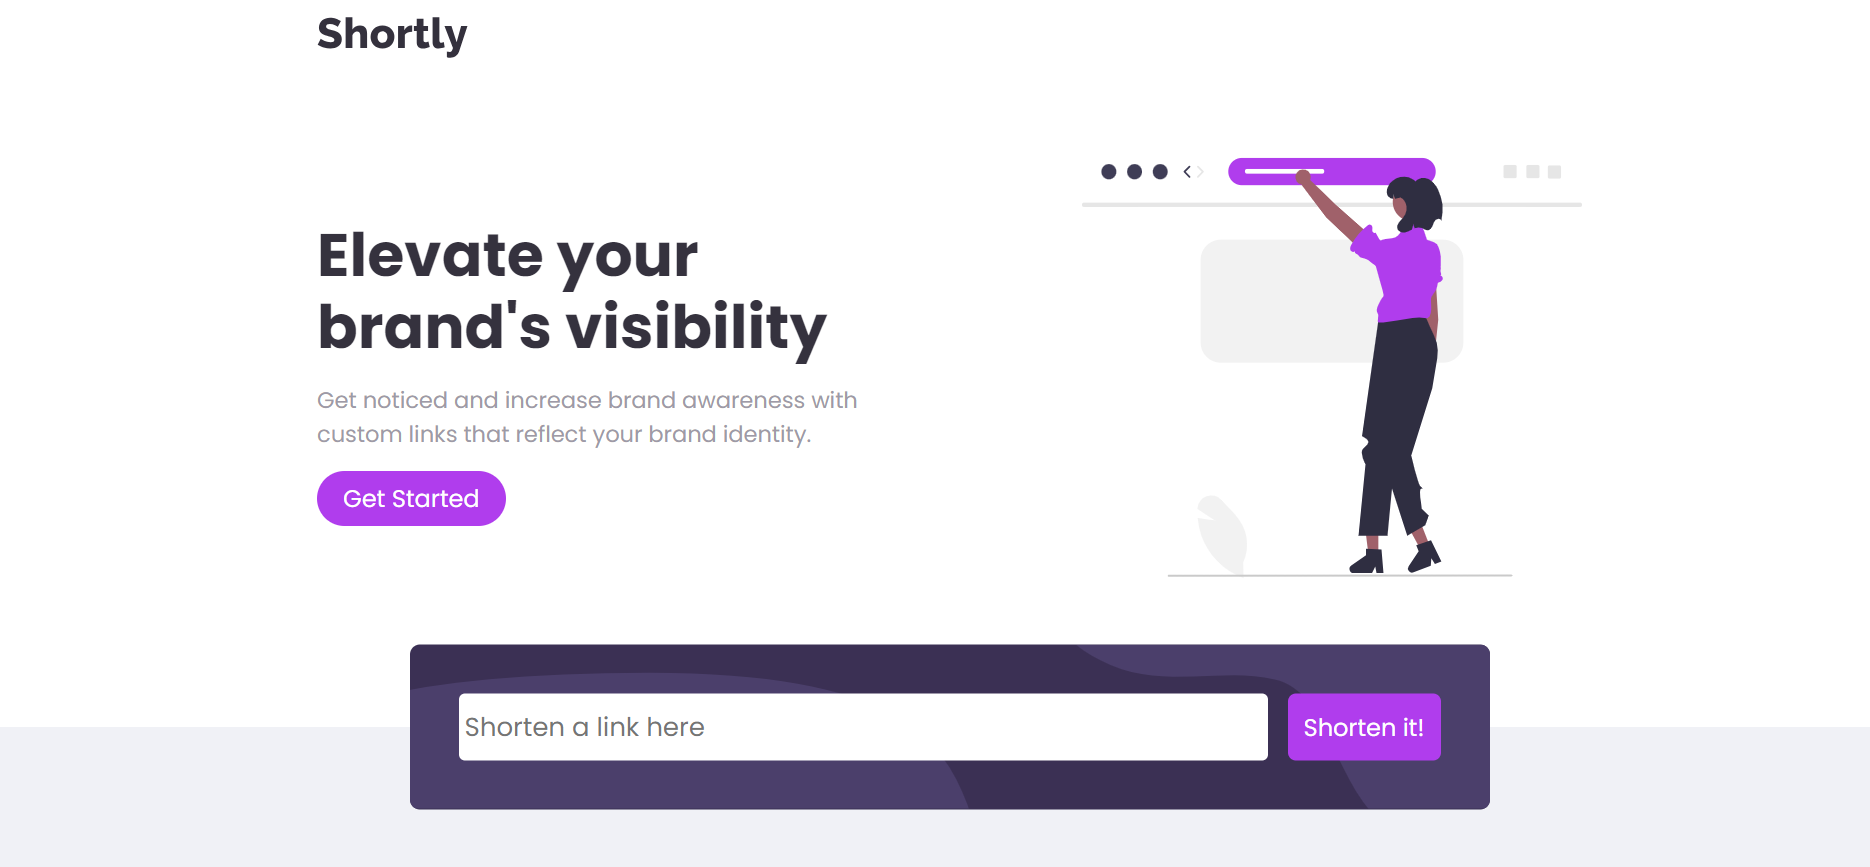 Shortly
Elevate your
brand's visibility
Get noticed and increase brand awareness with
custom links that reflect your brand identity.
Get Started
Shorten a link here
Shorten it!